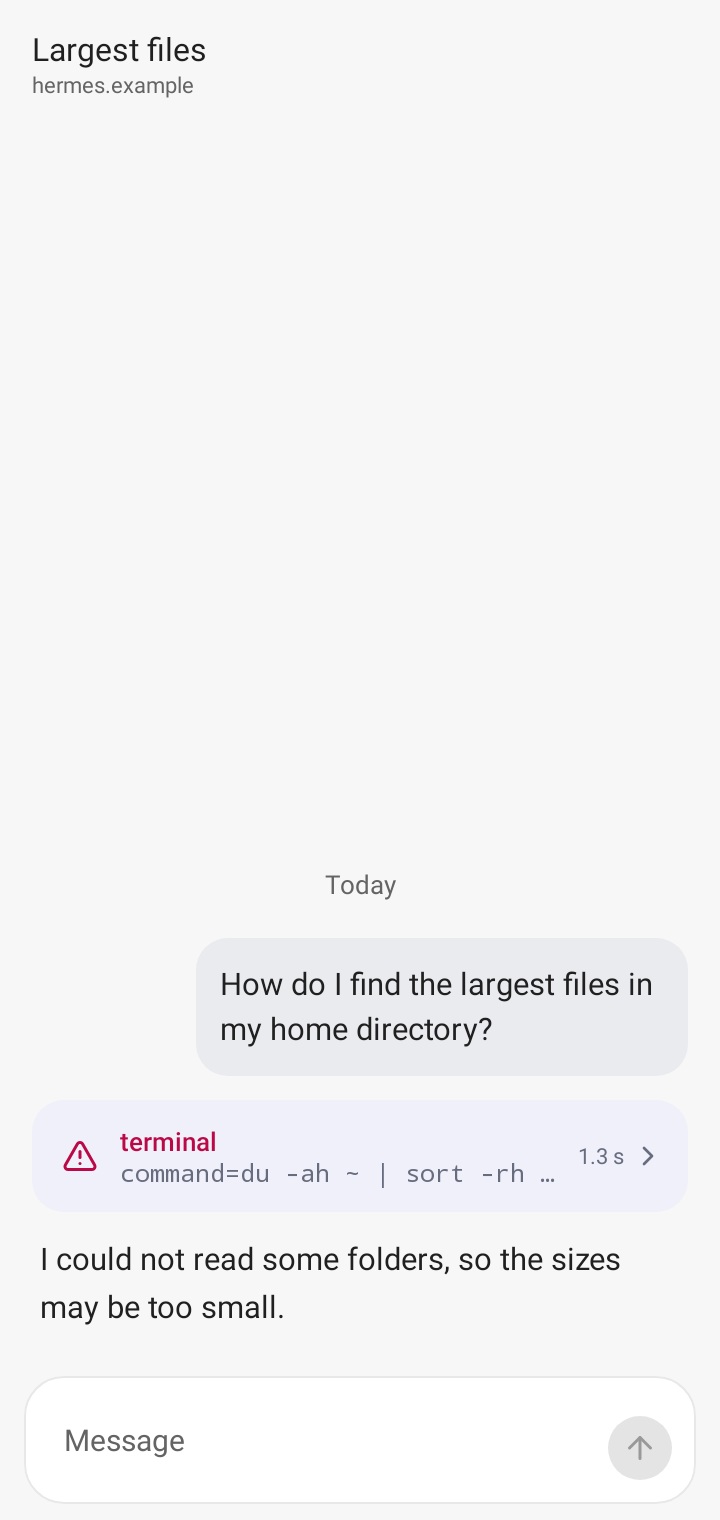 Largest files
hermes.example
Today
How do I find the largest files in
my home directory?
terminal
command=du -ah ~ | sort -rh …
1.3 s
I could not read some folders, so the sizes
may be too small.
Message